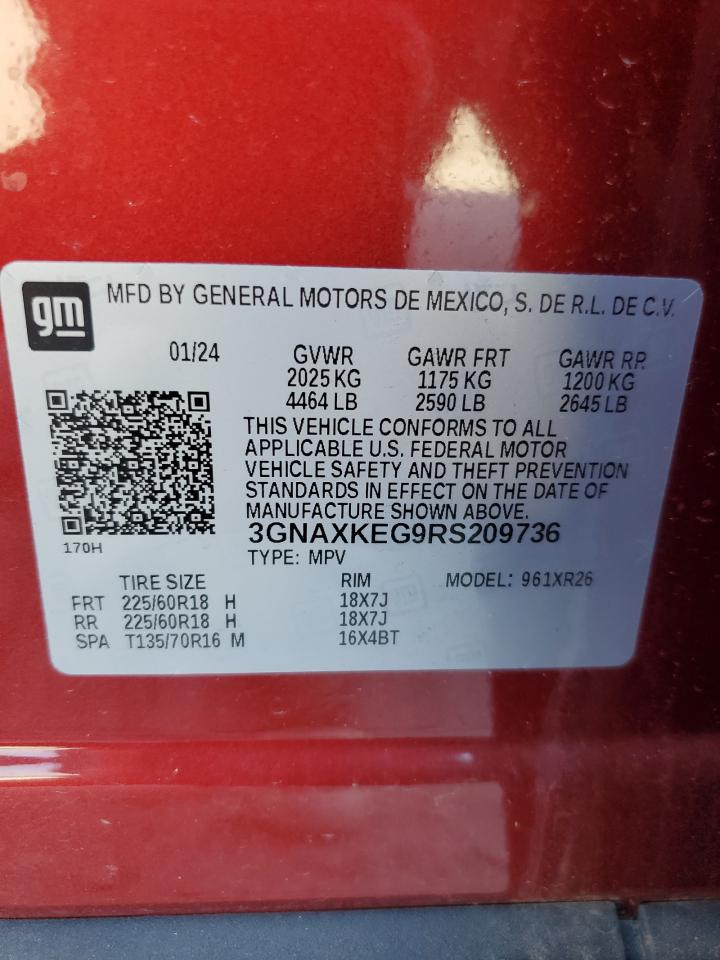 gm
MFD BY GENERAL MOTORS DE MEXICO, S. DE R.L. DE C.V.
01/24 GVWR GAWR FRT GAWR RR
2025 KG 1175 KG 1200 KG
4464 LB 2590 LB 2645 LB
THIS VEHICLE CONFORMS TO ALL
APPLICABLE U.S. FEDERAL MOTOR
VEHICLE SAFETY AND THEFT PREVENTION
STANDARDS IN EFFECT ON THE DATE OF
MANUFACTURE SHOWN ABOVE.
3GNAXKEG9RS209736
170H
TYPE: MPV
TIRE SIZE RIM MODEL: 961XR26
FRT 225/60R18 H 18X7J
RR 225/60R18 H 18X7J
SPA T135/70R16 M 16X4BT